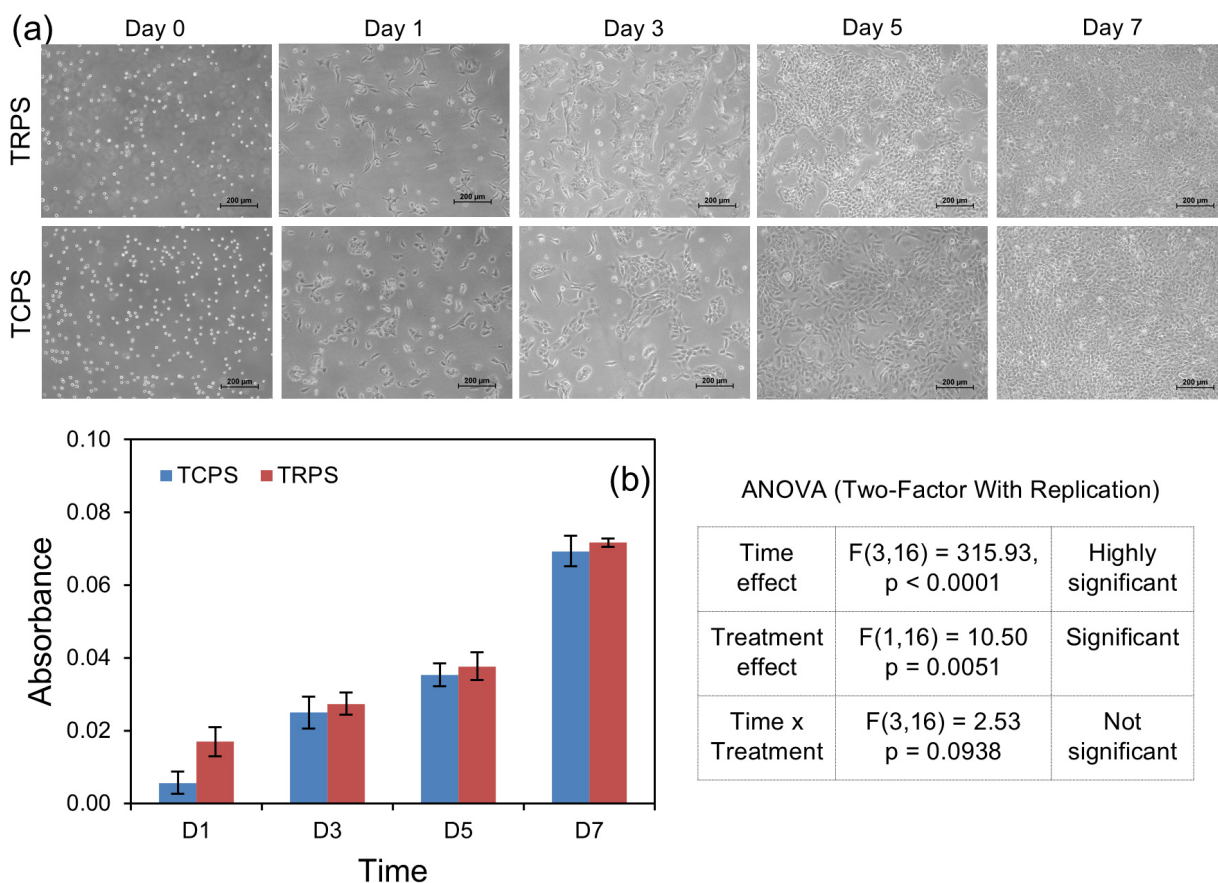 (a)
Day 0
Day 1
Day 3
Day 5
Day 7
TRPS
200 µm
200 µm
200 µm
200 µm
200 µm
TCPS
200 µm
200 µm
200 µm
200 µm
200 µm
(b)
TCPS
TRPS
Absorbance
0.10
0.08
0.06
0.04
0.02
0.00
D1
D3
D5
D7
Time
ANOVA (Two-Factor With Replication)
Time
effect
F(3,16) = 315.93,
p < 0.0001
Highly
significant
Treatment
effect
F(1,16) = 10.50
p = 0.0051
Significant
Time x
Treatment
F(3,16) = 2.53
p = 0.0938
Not
significant